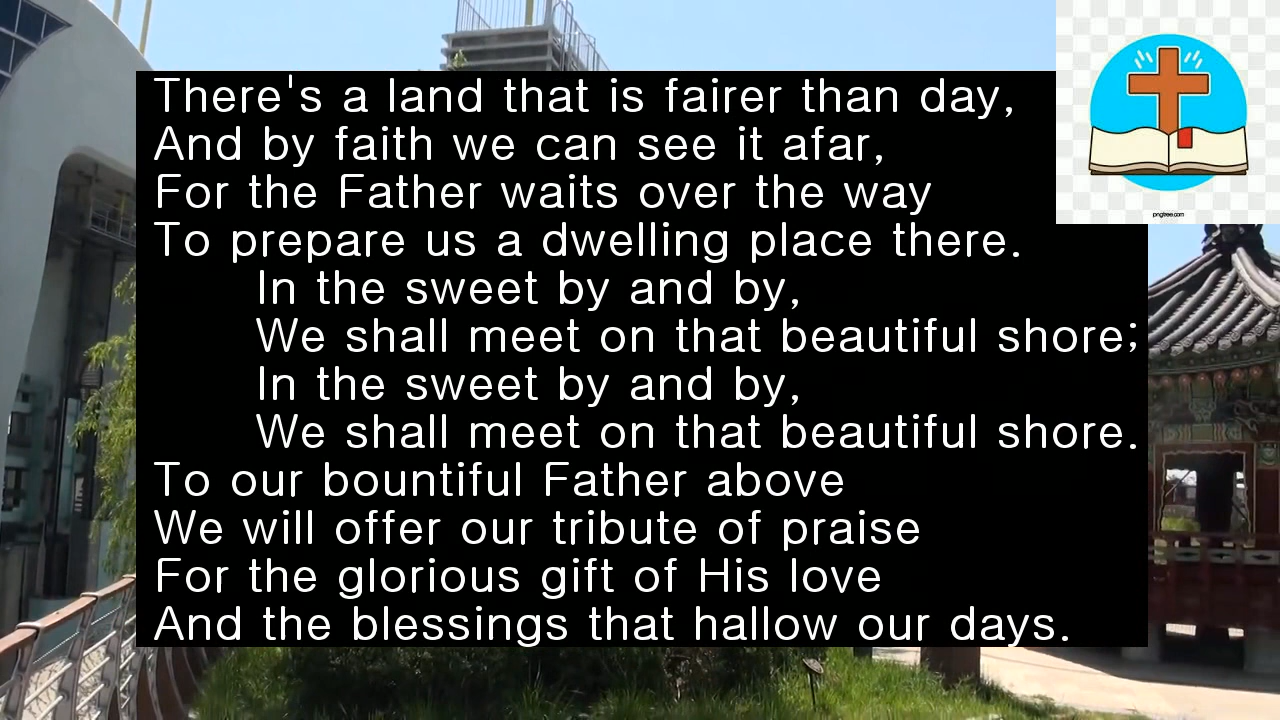 There's a land that is fairer than day,
And by faith we can see it afar,
For the Father waits over the way
To prepare us a dwelling place there.
In the sweet by and by,
We shall meet on that beautiful shore;
In the sweet by and by,
We shall meet on that beautiful shore.
To our bountiful Father above
We will offer our tribute of praise
For the glorious gift of His love
And the blessings that hallow our days.
pngtree.com